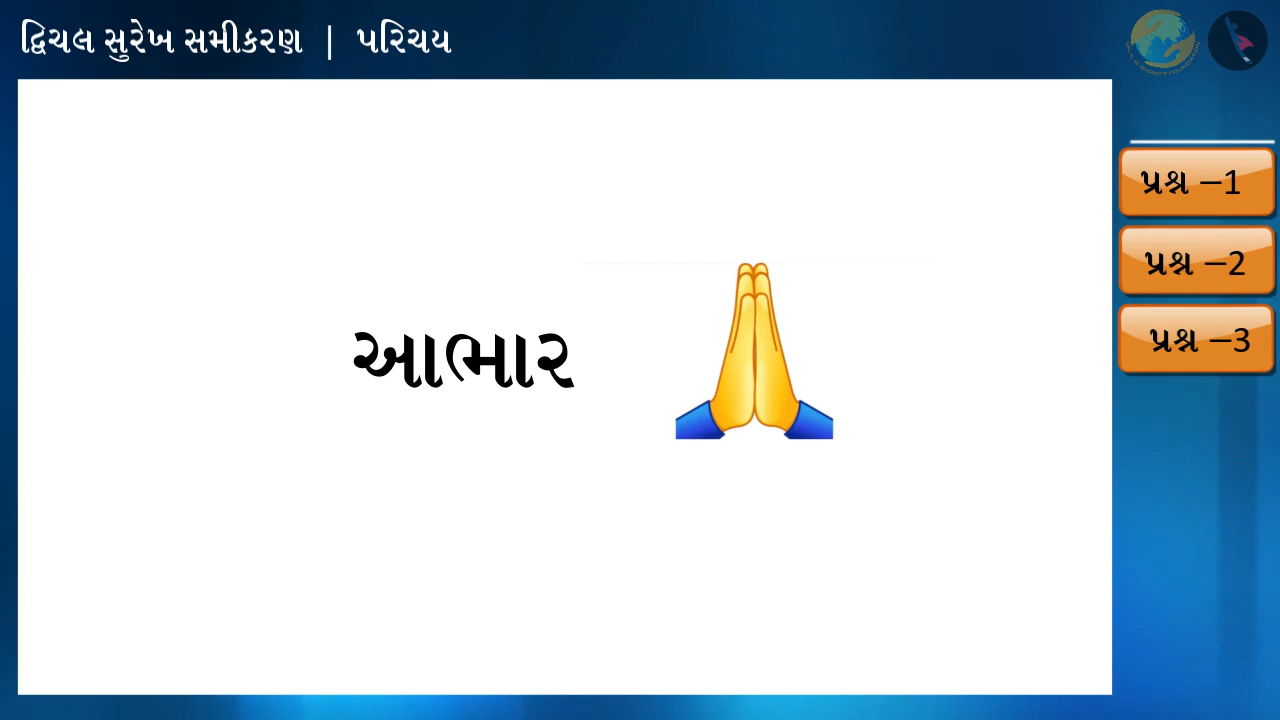 દ્વિચલ સુરેખ સમીકરણ | પરિચય
પ્રશ્ન –1
પ્રશ્ન –2
પ્રશ્ન –3
આભાર